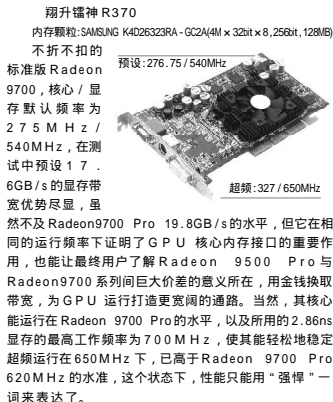 翔升镭神 R370
内存颗粒:SAMSUNG K4D26323RA-GC2A(4M×32bit×8,256bit,128MB)
不折不扣的
标准版Radeon
9700，核心/显
存默认频率为
275MHz/
540MHz，在测
试中预设17.
6GB/s的显存带
宽优势尽显，虽
预设:276.75/540MHz
超频:327/650MHz
然不及Radeon9700 Pro 19.8GB/s的水平，但它在相
同的运行频率下证明了GPU 核心内存接口的重要作
用，也能让最终用户了解Radeon 9500 Pro与
Radeon9700系列间巨大价差的意义所在，用金钱换取
带宽，为GPU 运行打造更宽阔的通路。当然，其核心
能运行在Radeon 9700 Pro的水平，以及所用的2.86ns
显存的最高工作频率为700MHz，使其能轻松地稳定
超频运行在650MHz下，已高于Radeon 9700 Pro
620MHz的水准，这个状态下，性能只能用“强悍”一
词来表达了。